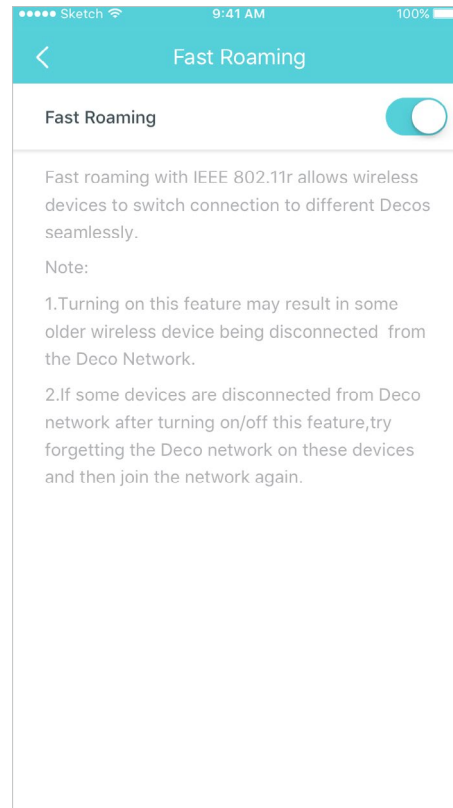 Sketch 9:41 AM 100%
Fast Roaming
Fast Roaming
Fast roaming with IEEE 802.11r allows wireless
devices to switch connection to different Decos
seamlessly.
Note:
1.Turning on this feature may result in some
older wireless device being disconnected from
the Deco Network.
2.If some devices are disconnected from Deco
network after turning on/off this feature,try
forgetting the Deco network on these devices
and then join the network again.